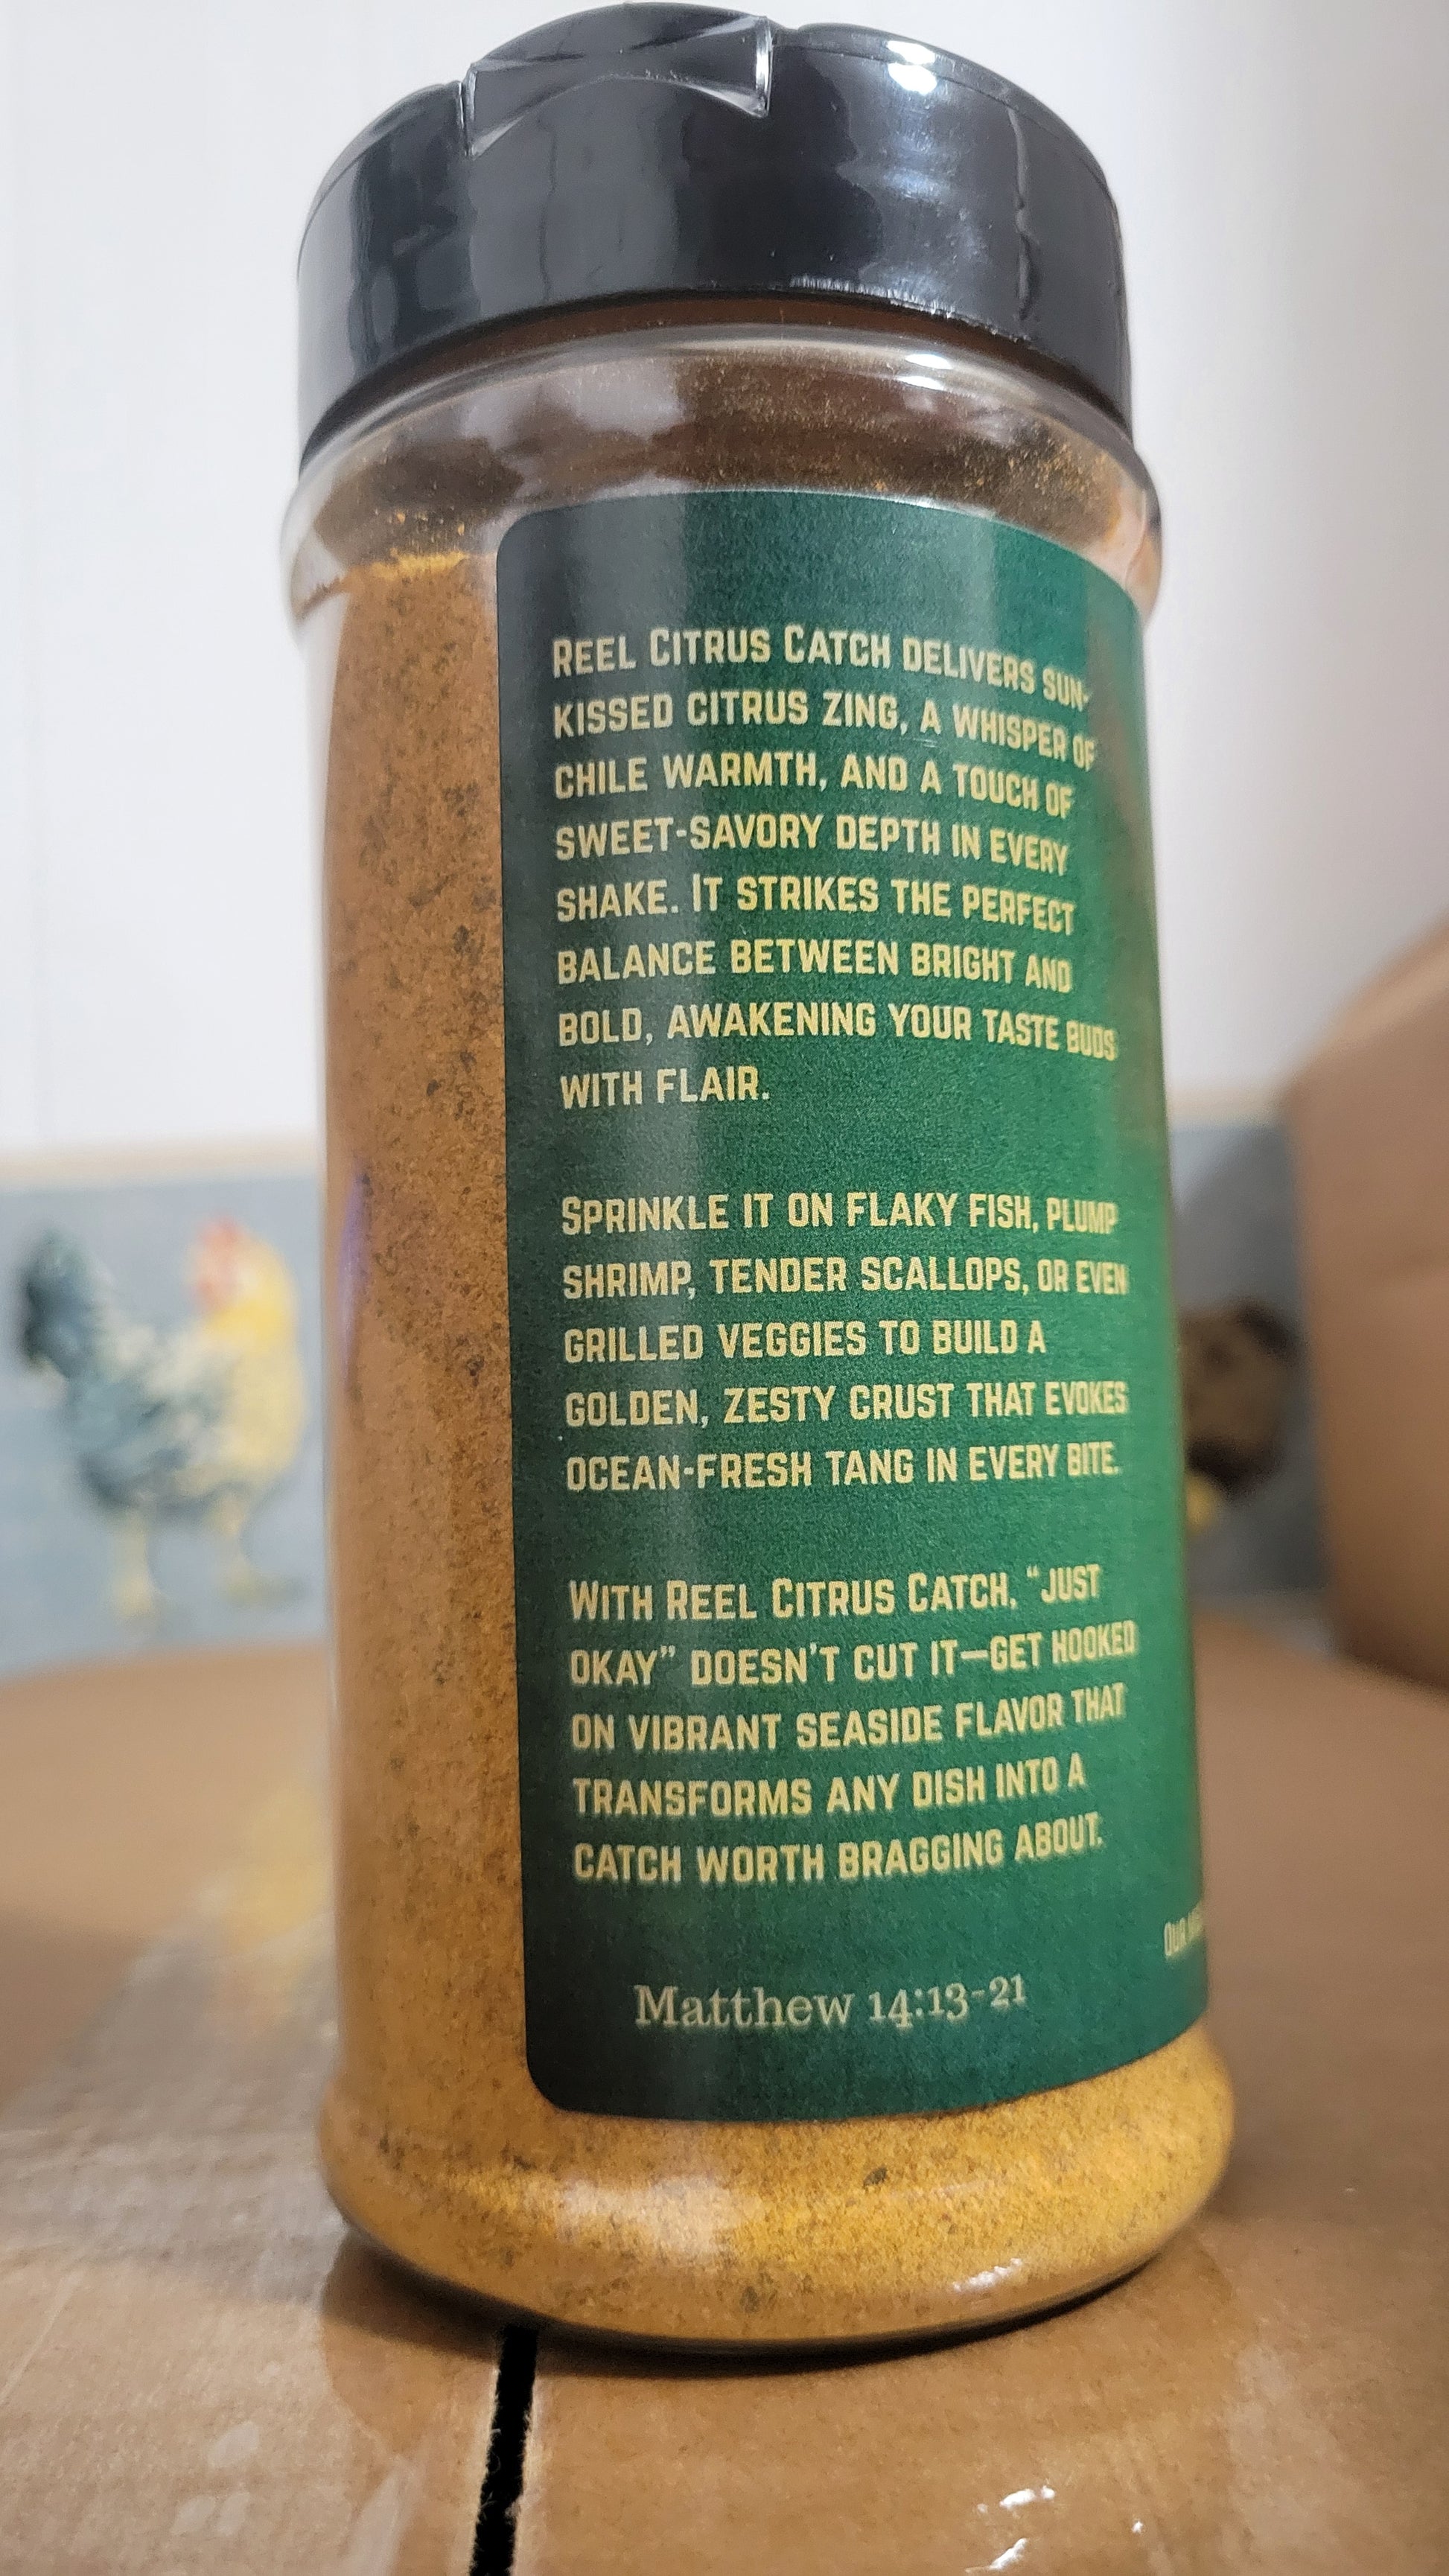 Reel Citrus Catch delivers sun-
kissed citrus zing, a whisper of
chile warmth, and a touch of
sweet-savory depth in every
shake. It strikes the perfect
balance between bright and
bold, awakening your taste buds
with flair.
Sprinkle it on flaky fish, plump
shrimp, tender scallops, or even
grilled veggies to build a
golden, zesty crust that evokes
ocean-fresh tang in every bite.
With Reel Citrus Catch, “just
okay” doesn’t cut it—get hooked
on vibrant seaside flavor that
transforms any dish into a
catch worth bragging about.
Our
Matthew 14:13-21